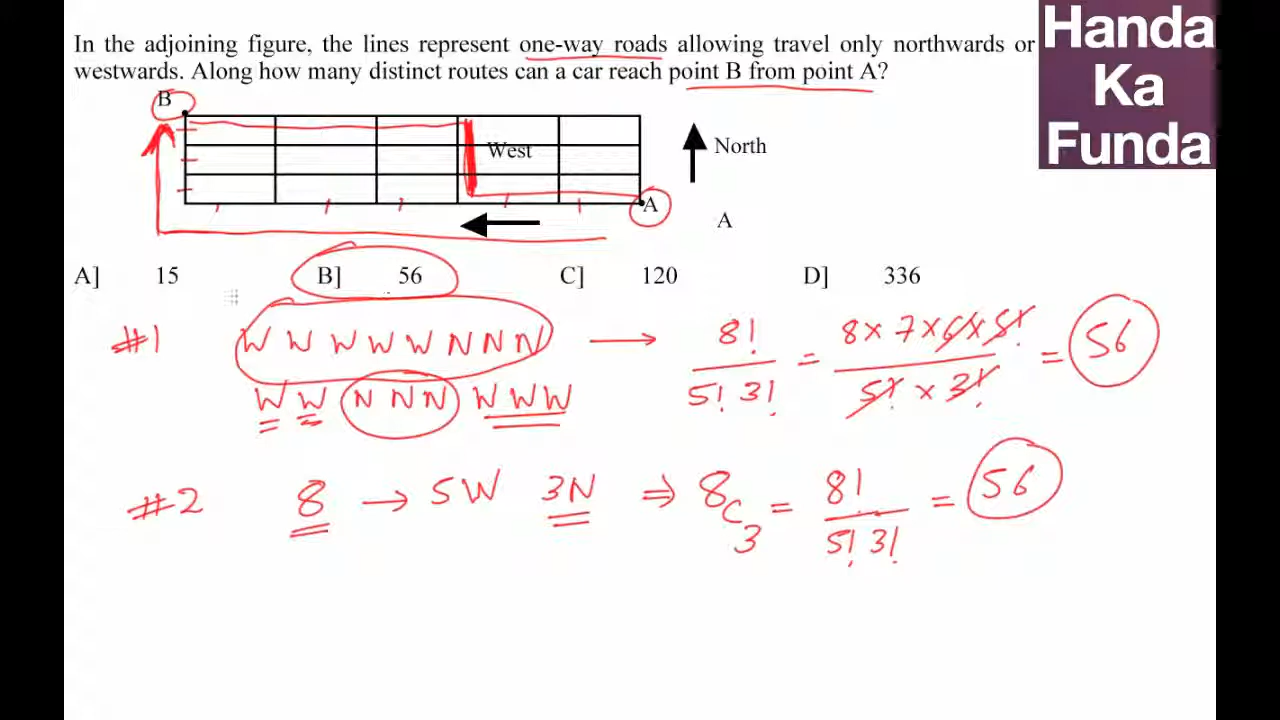 Handa
Ka
Funda
In the adjoining figure, the lines represent one-way roads allowing travel only northwards or
westwards. Along how many distinct routes can a car reach point B from point A?
B
West
North
A
A
A] 15 B] 56 C] 120 D] 336
#1 W W W W W N N N → 8! / 5! 3! = 8 x 7 x 6 x 5! / 5! x 3! = 56
W W N N N W W W
#2 8 → 5W 3N ⇒ 8C3 = 8! / 5! 3! = 56